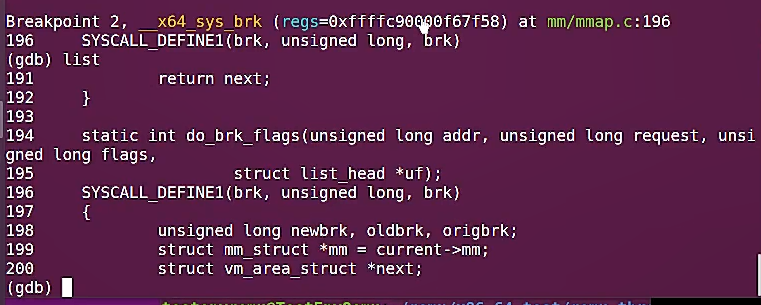 Breakpoint 2, __x64_sys_brk (regs=0xffffc90000f67f58) at mm/mmap.c:196
196     SYSCALL_DEFINE1(brk, unsigned long, brk)
(gdb) list
191             return next;
192     }
193
194     static int do_brk_flags(unsigned long addr, unsigned long request, unsi
gned long flags,
195                     struct list_head *uf);
196     SYSCALL_DEFINE1(brk, unsigned long, brk)
197     {
198             unsigned long newbrk, oldbrk, origbrk;
199             struct mm_struct *mm = current->mm;
200             struct vm_area_struct *next;
(gdb)